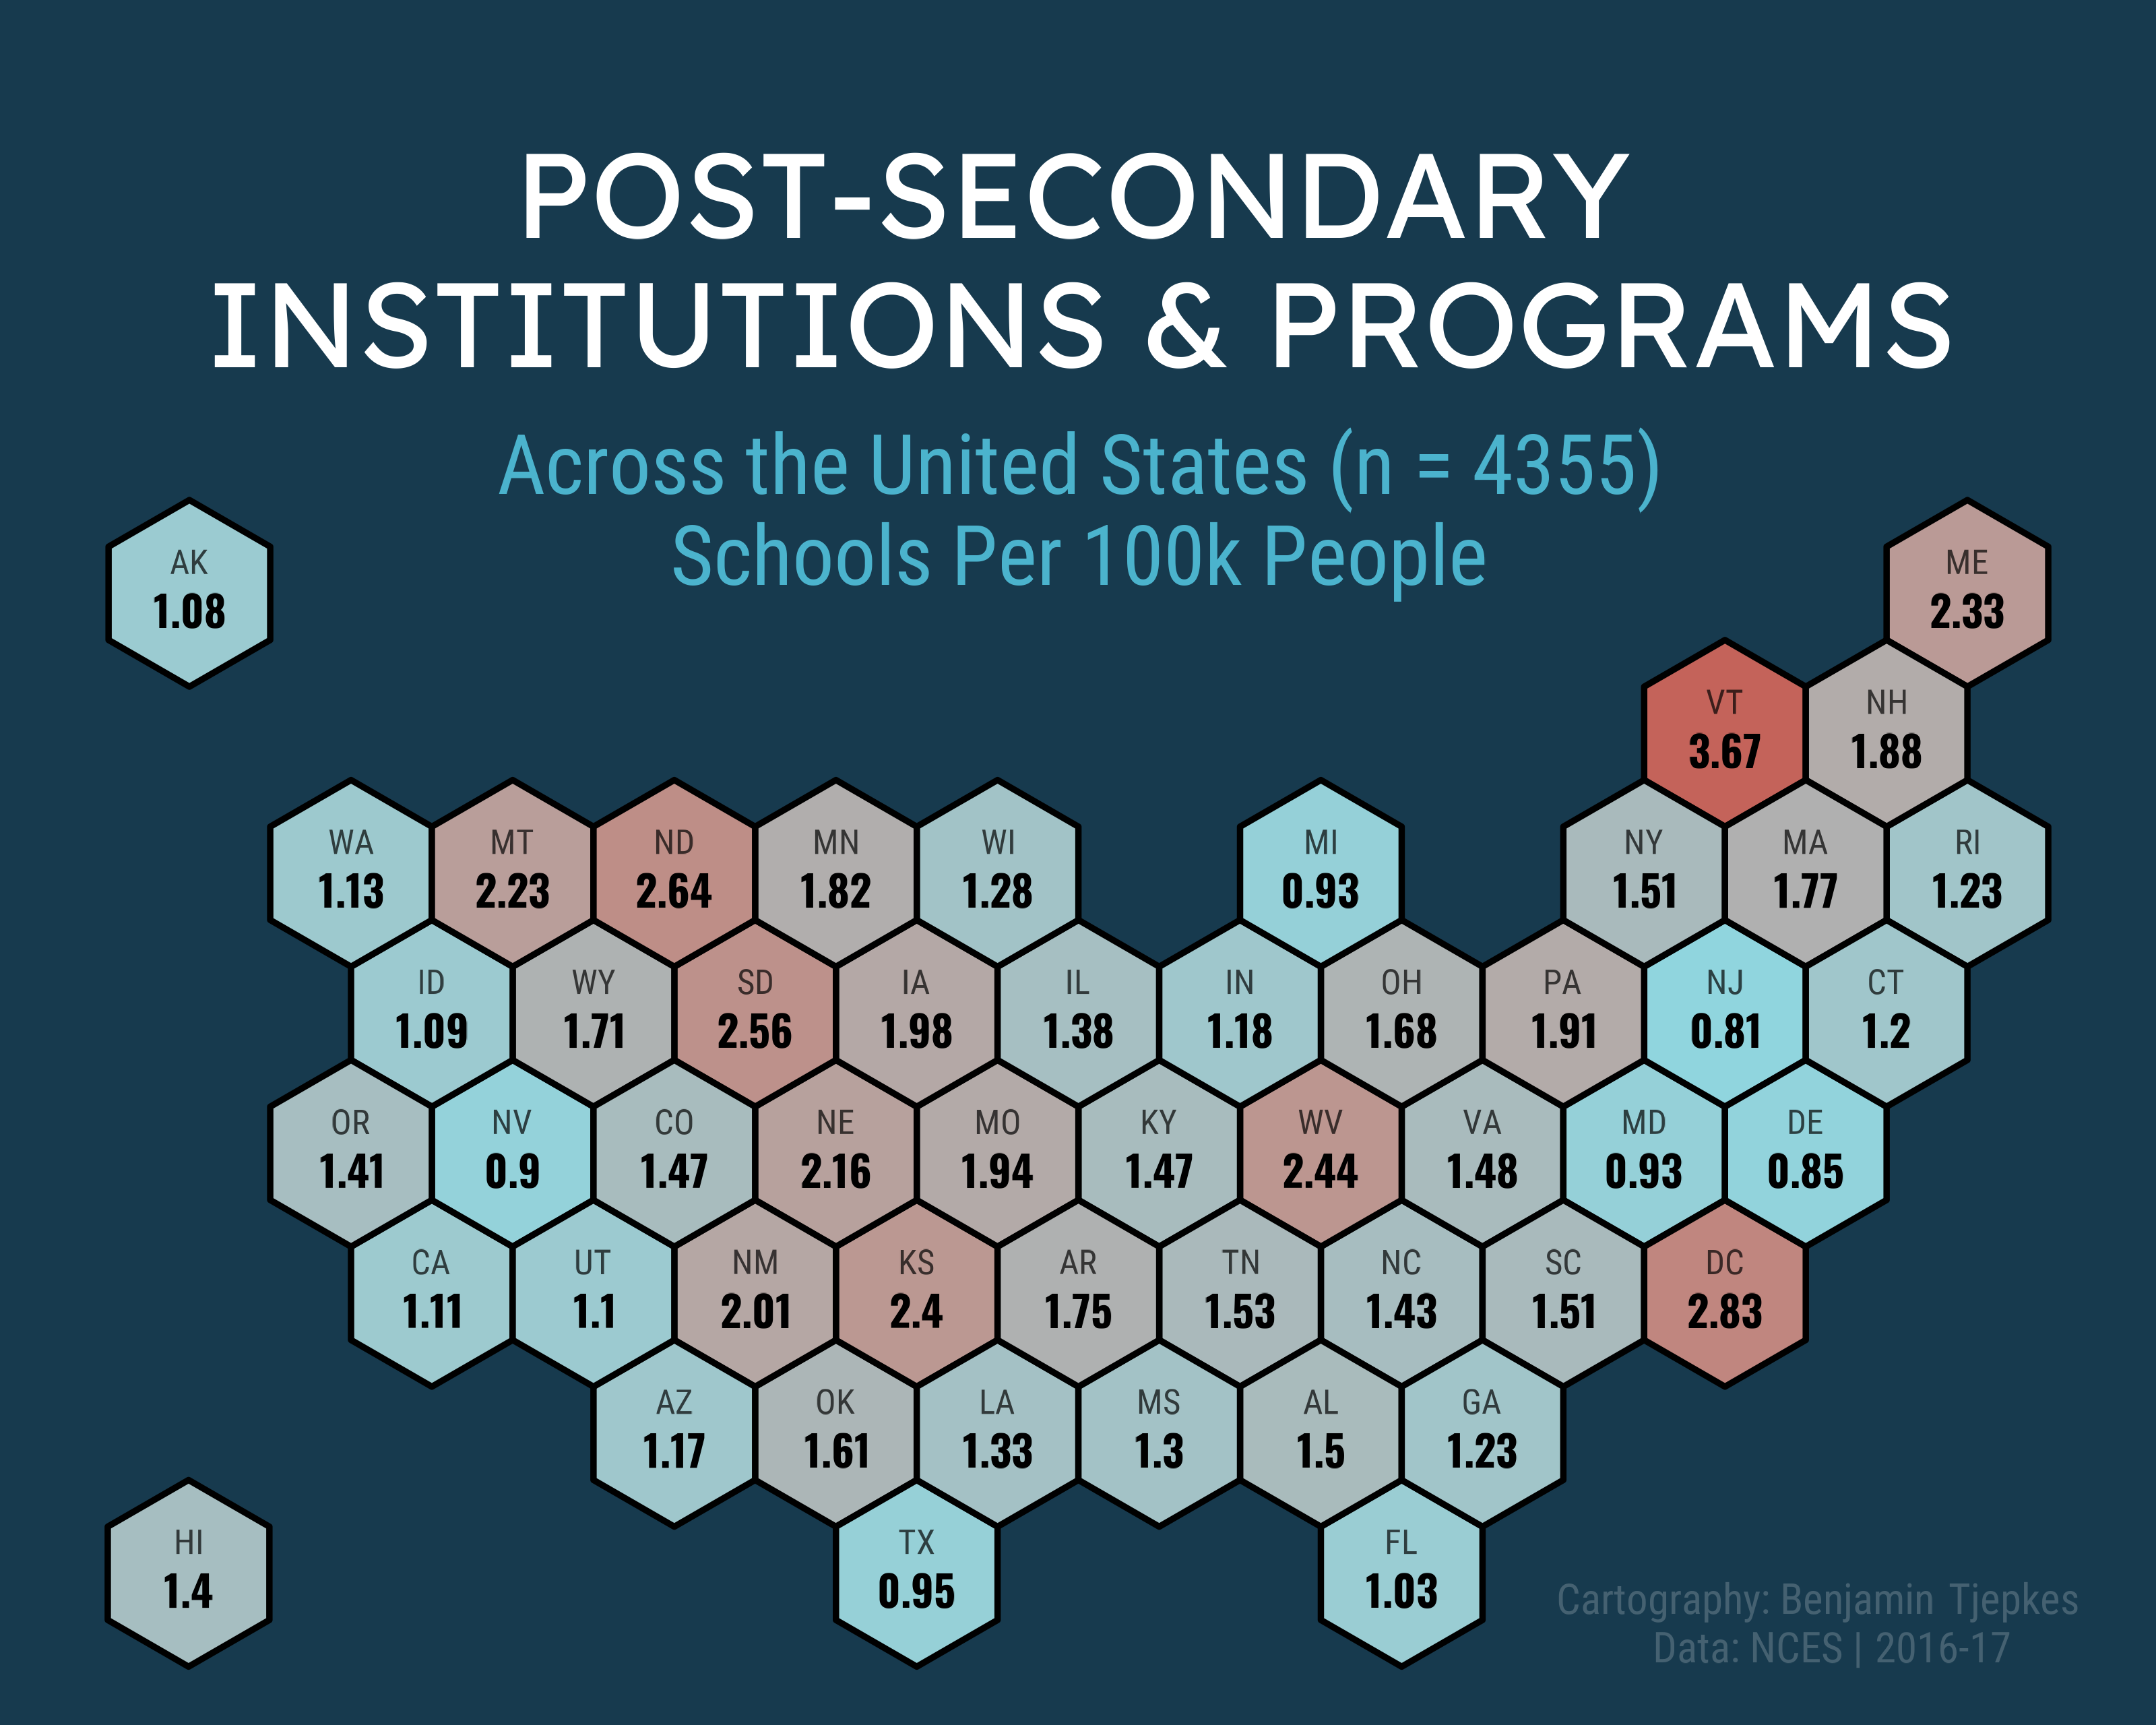 POST-SECONDARY
INSTITUTIONS & PROGRAMS
Across the United States (n = 4355)
Schools Per 100k People
AK
1.08
ME
2.33
VT
3.67
NH
1.88
WA
1.13
MT
2.23
ND
2.64
MN
1.82
WI
1.28
MI
0.93
NY
1.51
MA
1.77
RI
1.23
ID
1.09
WY
1.71
SD
2.56
IA
1.98
IL
1.38
IN
1.18
OH
1.68
PA
1.91
NJ
0.81
CT
1.2
OR
1.41
NV
0.9
CO
1.47
NE
2.16
MO
1.94
KY
1.47
WV
2.44
VA
1.48
MD
0.93
DE
0.85
CA
1.11
UT
1.1
NM
2.01
KS
2.4
AR
1.75
TN
1.53
NC
1.43
SC
1.51
DC
2.83
AZ
1.17
OK
1.61
LA
1.33
MS
1.3
AL
1.5
GA
1.23
HI
1.4
TX
0.95
FL
1.03
Cartography: Benjamin Tjepkes
Data: NCES | 2016-17